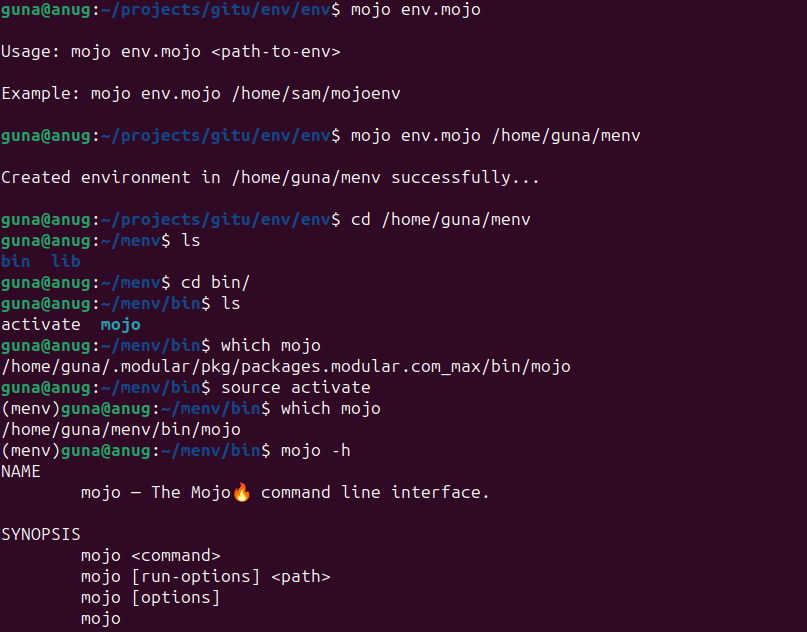 guna@anug:~/projects/gitu/env/env$ mojo env.mojo
Usage: mojo env.mojo <path-to-env>
Example: mojo env.mojo /home/sam/mojoenv
guna@anug:~/projects/gitu/env/env$ mojo env.mojo /home/guna/menv
Created environment in /home/guna/menv successfully...
guna@anug:~/projects/gitu/env/env$ cd /home/guna/menv
guna@anug:~/menv$ ls
bin  lib
guna@anug:~/menv$ cd bin/
guna@anug:~/menv/bin$ ls
activate  mojo
guna@anug:~/menv/bin$ which mojo
/home/guna/.modular/pkg/packages.modular.com_max/bin/mojo
guna@anug:~/menv/bin$ source activate
(menv)guna@anug:~/menv/bin$ which mojo
/home/guna/menv/bin/mojo
(menv)guna@anug:~/menv/bin$ mojo -h
NAME
        mojo — The Mojo🔥 command line interface.
SYNOPSIS
        mojo <command>
        mojo [run-options] <path>
        mojo [options]
        mojo